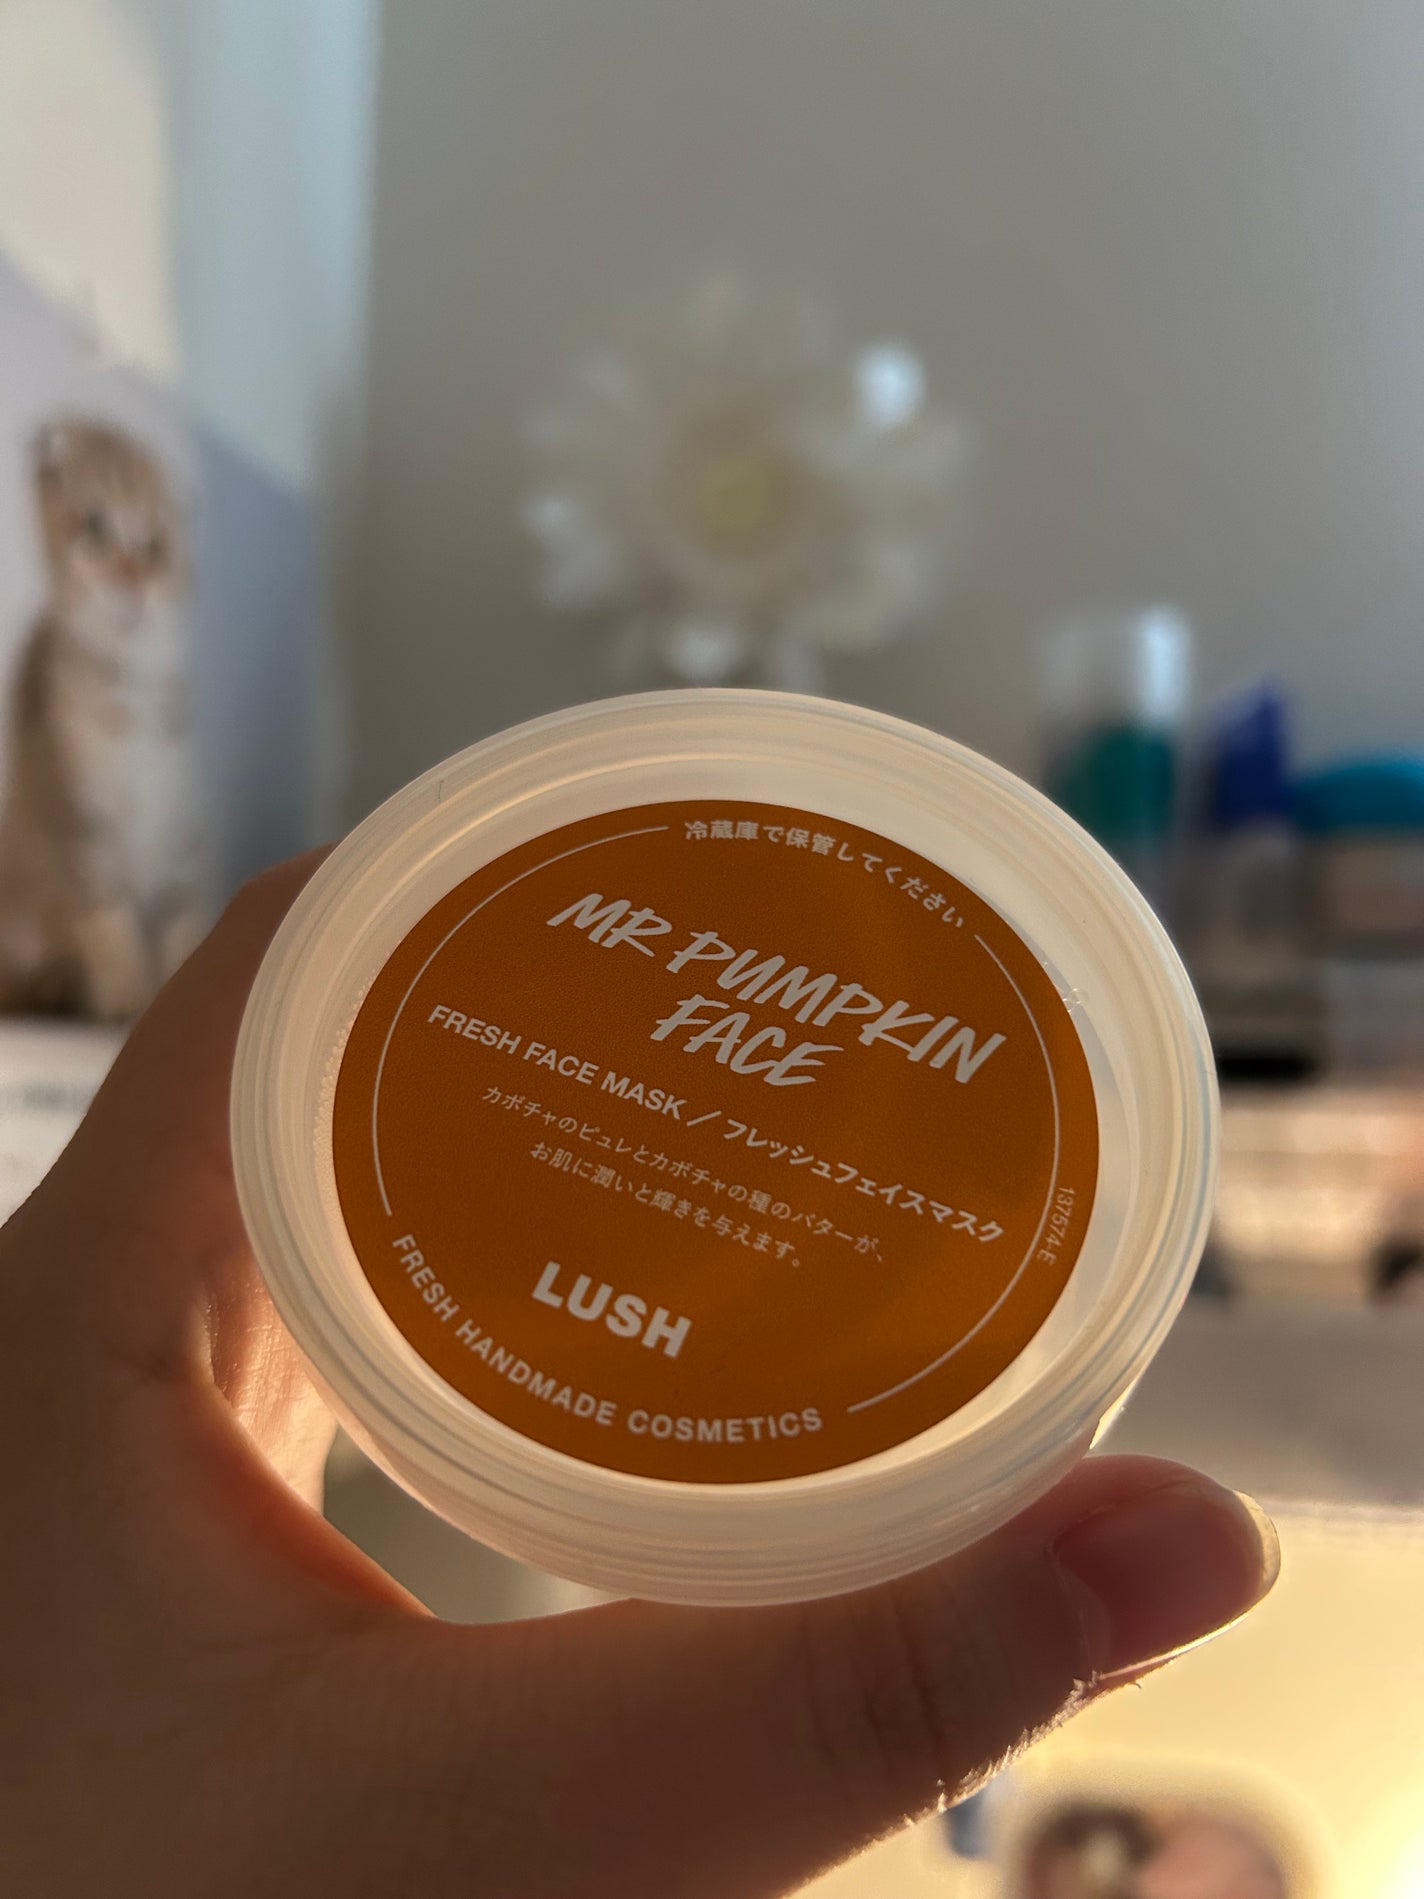 冷蔵庫で保管してください
MR PUMPKIN
FACE
FRESH FACE MASK / フレッシュフェイスマスク
カボチャのピュレとカボチャの種のバターが、
お肌に潤いと輝きを与えます。
137574-E
LUSH
FRESH HANDMADE COSMETICS